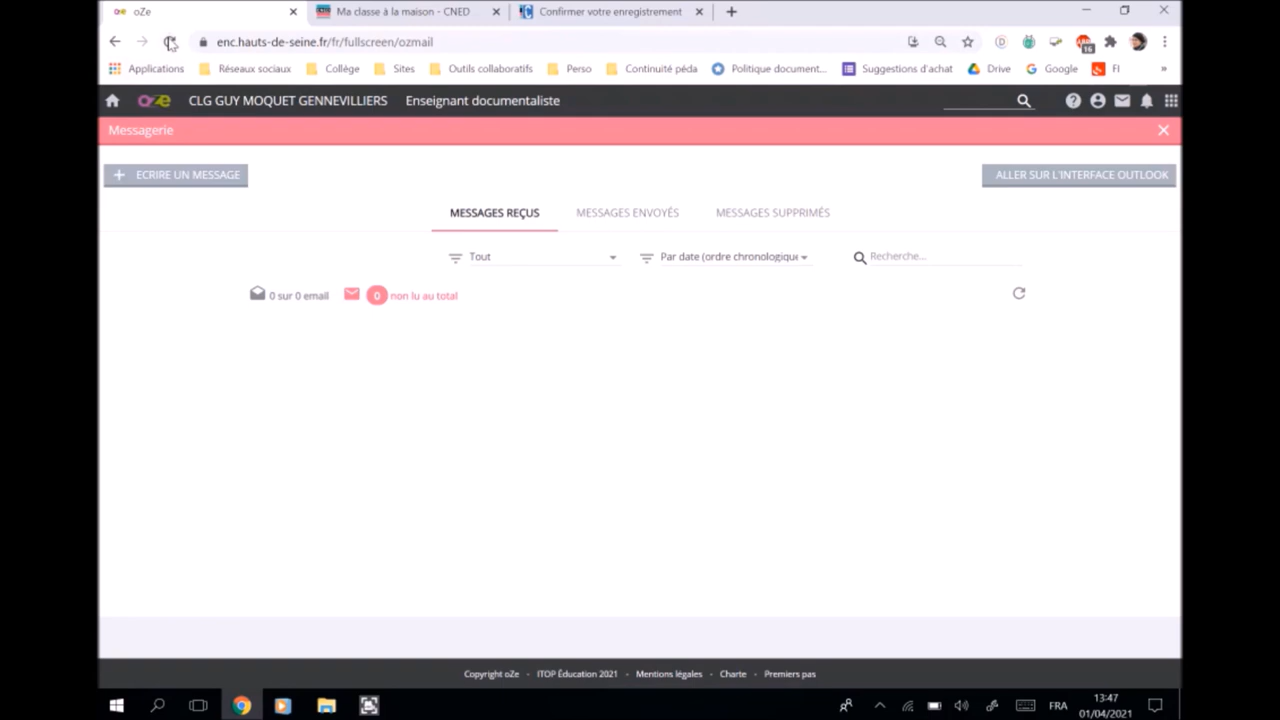 oZe
Ma classe à la maison - CNED
Confirmer votre enregistrement
enc.hauts-de-seine.fr/fr/fullscreen/ozmail
16
Applications
Réseaux sociaux
Collège
Sites
Outils collaboratifs
Perso
Continuité péda
Politique document...
Suggestions d'achat
Drive
Google
FI
»
oze
CLG GUY MOQUET GENNEVILLIERS
Enseignant documentaliste
Messagerie
+ ECRIRE UN MESSAGE
ALLER SUR L'INTERFACE OUTLOOK
MESSAGES REÇUS
MESSAGES ENVOYÉS
MESSAGES SUPPRIMÉS
Tout
Par date (ordre chronologique
Recherche...
0 sur 0 email
0 non lu au total
Copyright oZe - ITOP Éducation 2021 - Mentions légales - Charte - Premiers pas
FRA
13:47
01/04/2021